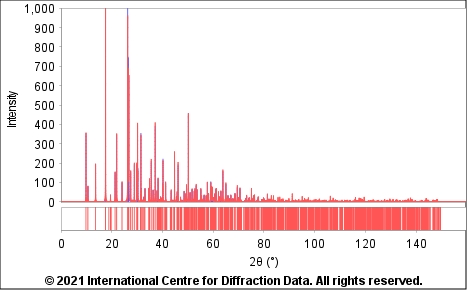 1,000
900
800
700
600
500
400
300
200
100
0
Intensity
0 20 40 60 80 100 120 140
2θ (°)
© 2021 International Centre for Diffraction Data. All rights reserved.